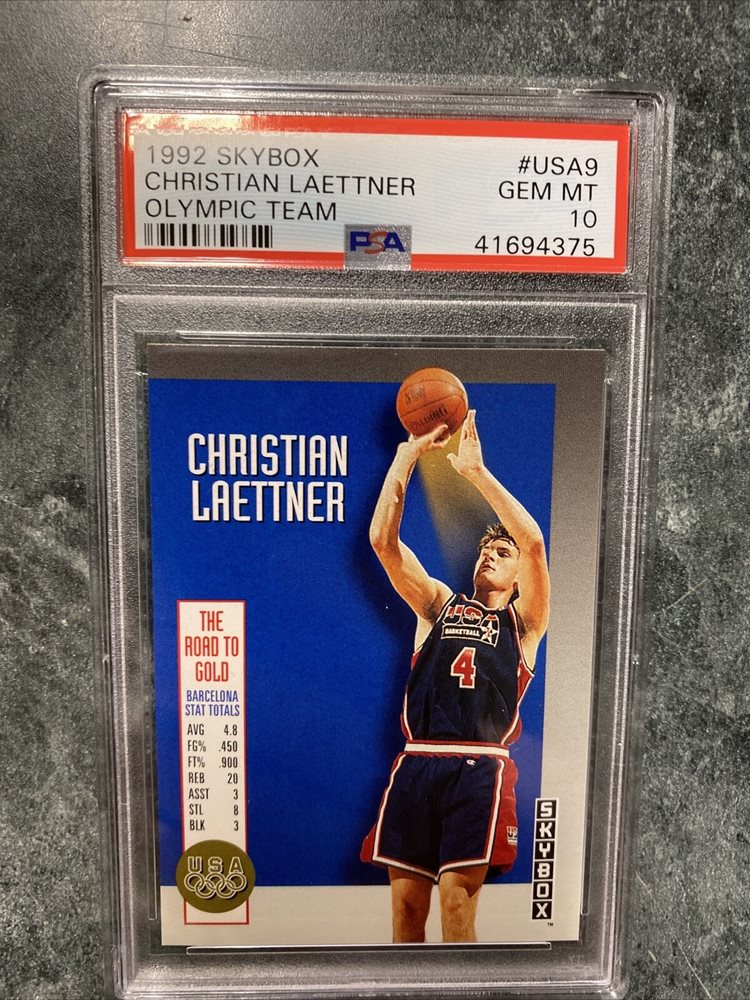 1992 SKYBOX #USA9
CHRISTIAN LAETTNER GEM MT
OLYMPIC TEAM 10
PSA 41694375
CHRISTIAN
LAETTNER
SPALDING
USA
BASKETBALL
4
THE
ROAD TO
GOLD
BARCELONA
STAT TOTALS
AVG 4.8
FG% .450
FT% .900
REB 20
ASST 3
STL 8
BLK 3
USA
SKYBOX
™